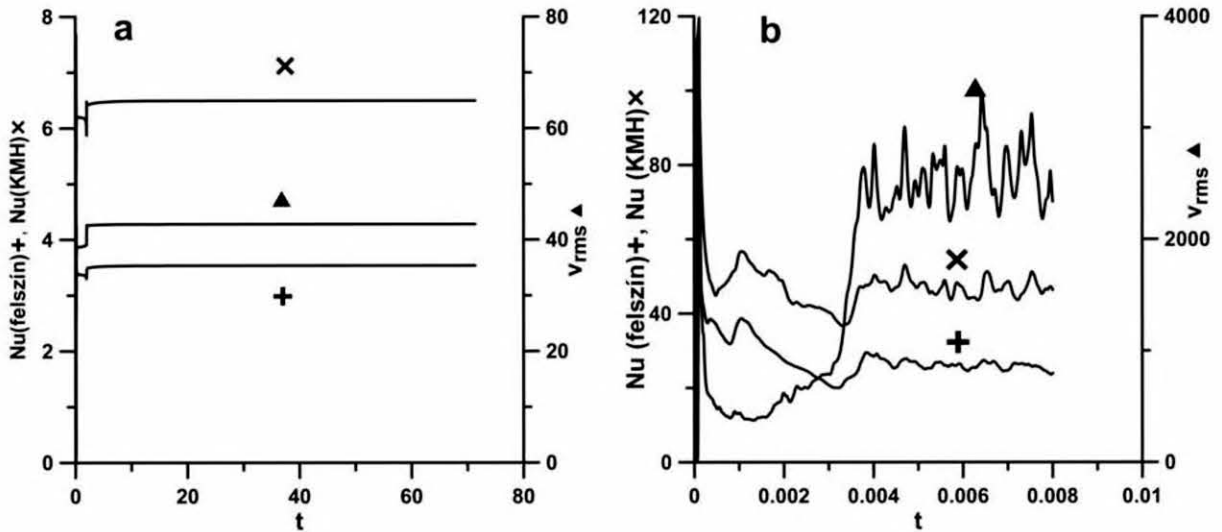 a
8
6
4
2
0
80
60
40
20
0
0 20 40 60 80
t
Nu(felszín)+, Nu(KMH)×
vrms ▲
b
120
80
40
0
4000
2000
0
0 0.002 0.004 0.006 0.008 0.01
t
Nu (felszín)+, Nu (KMH)×
vrms ▲